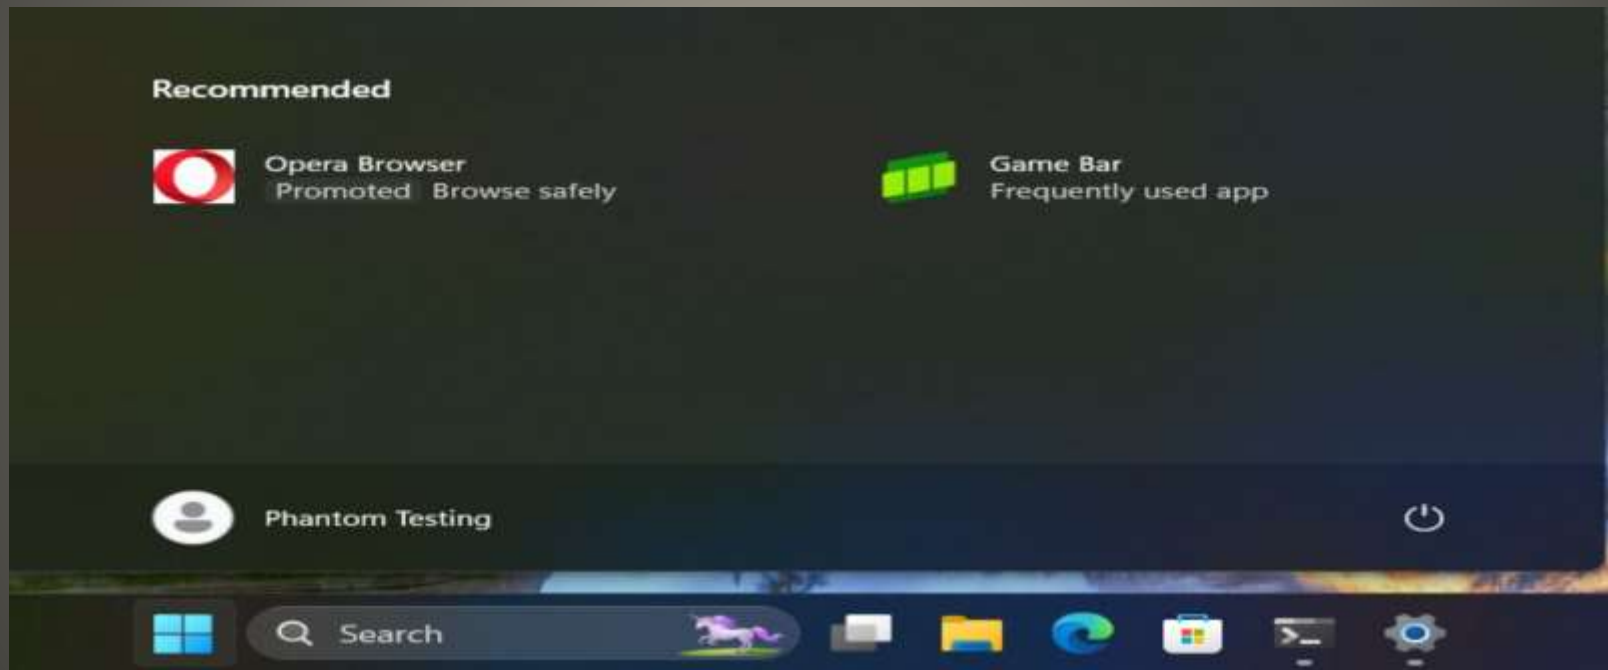 Recommended
Opera Browser
Promoted Browse safely
Game Bar
Frequently used app
Phantom Testing
Search